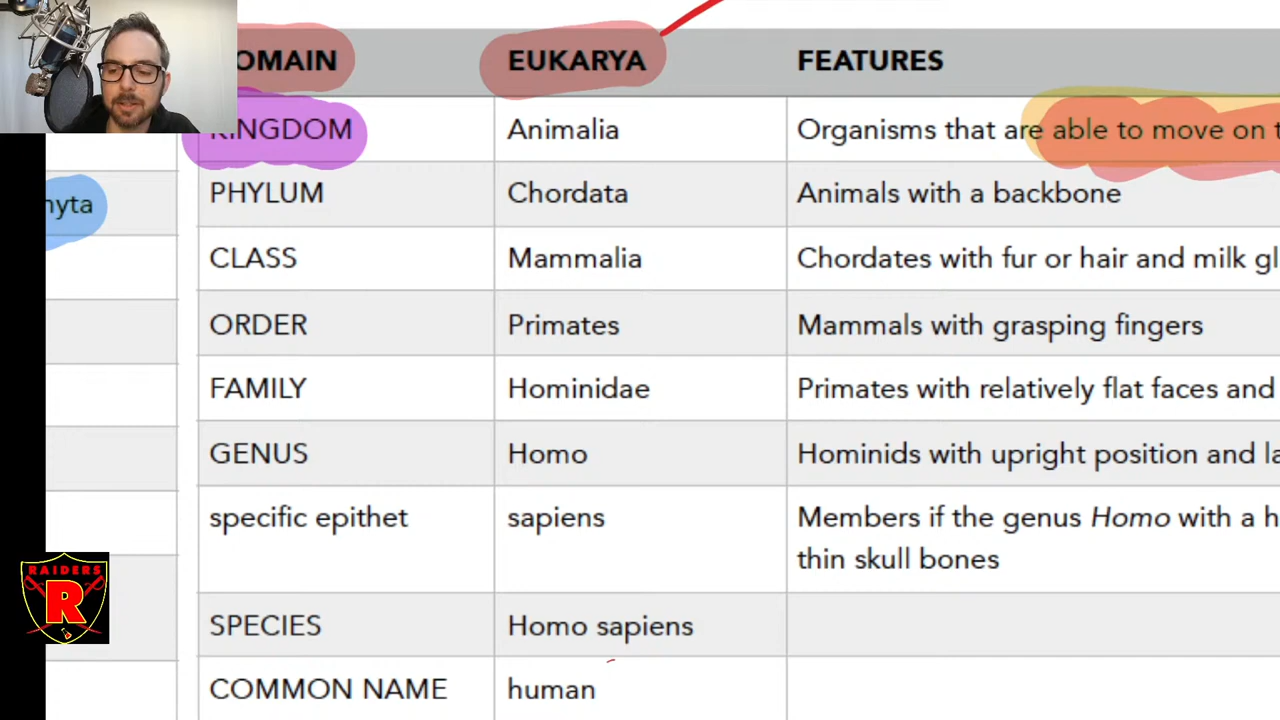 OMAIN EUKARYA FEATURES
KINGDOM Animalia Organisms that are able to move on t
PHYLUM Chordata Animals with a backbone
hyta
CLASS Mammalia Chordates with fur or hair and milk gl
ORDER Primates Mammals with grasping fingers
FAMILY Hominidae Primates with relatively flat faces and
GENUS Homo Hominids with upright position and la
specific epithet sapiens Members if the genus Homo with a h
thin skull bones
RAIDERS
R
SPECIES Homo sapiens
COMMON NAME human